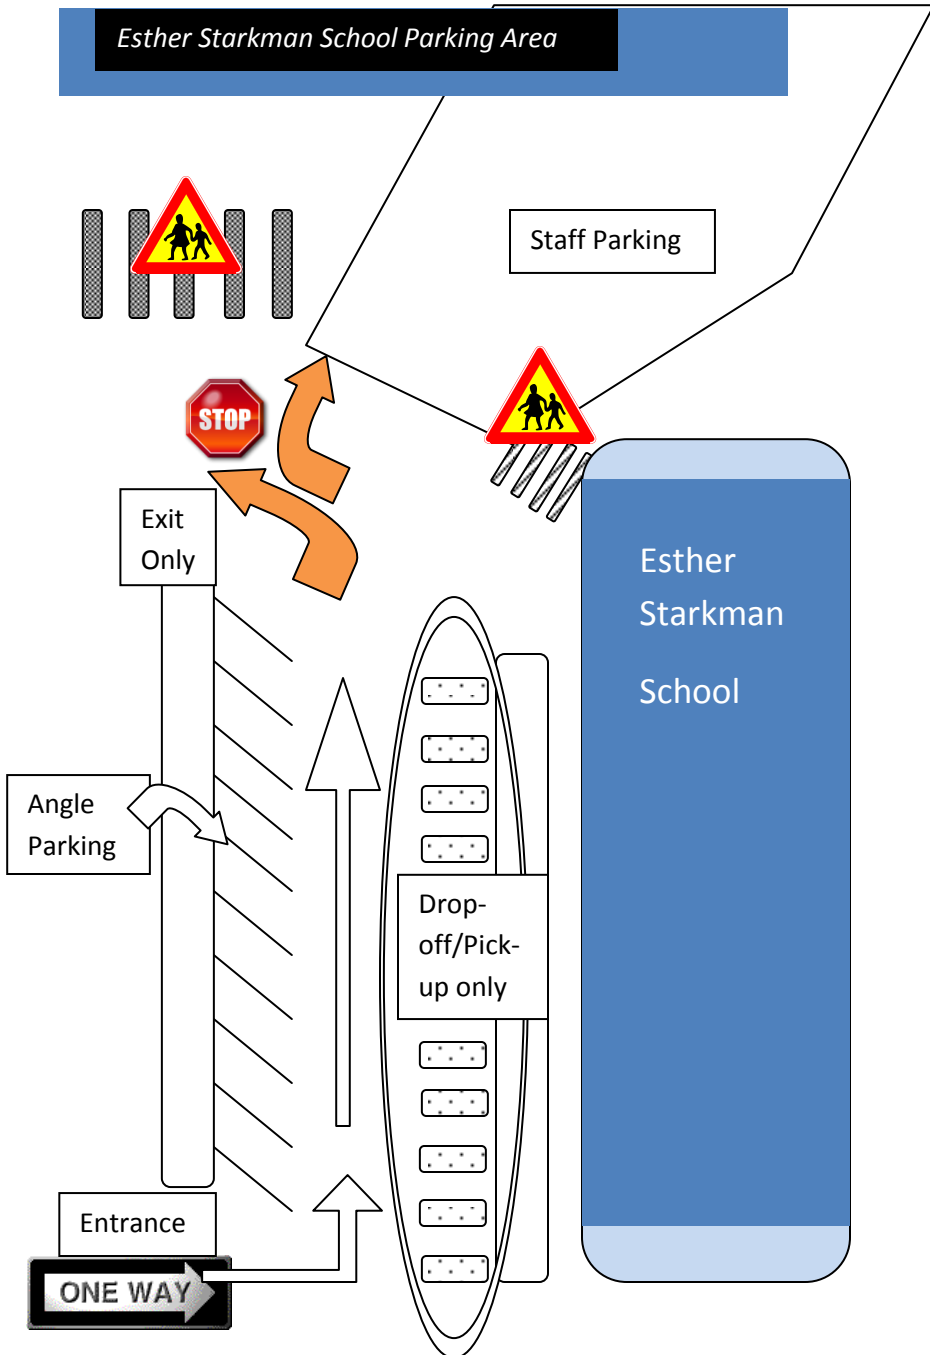 Esther Starkman School Parking Area
Staff Parking
STOP
Exit
Only
Esther
Starkman
School
Angle
Parking
Drop-
off/Pick-
up only
Entrance
ONE WAY